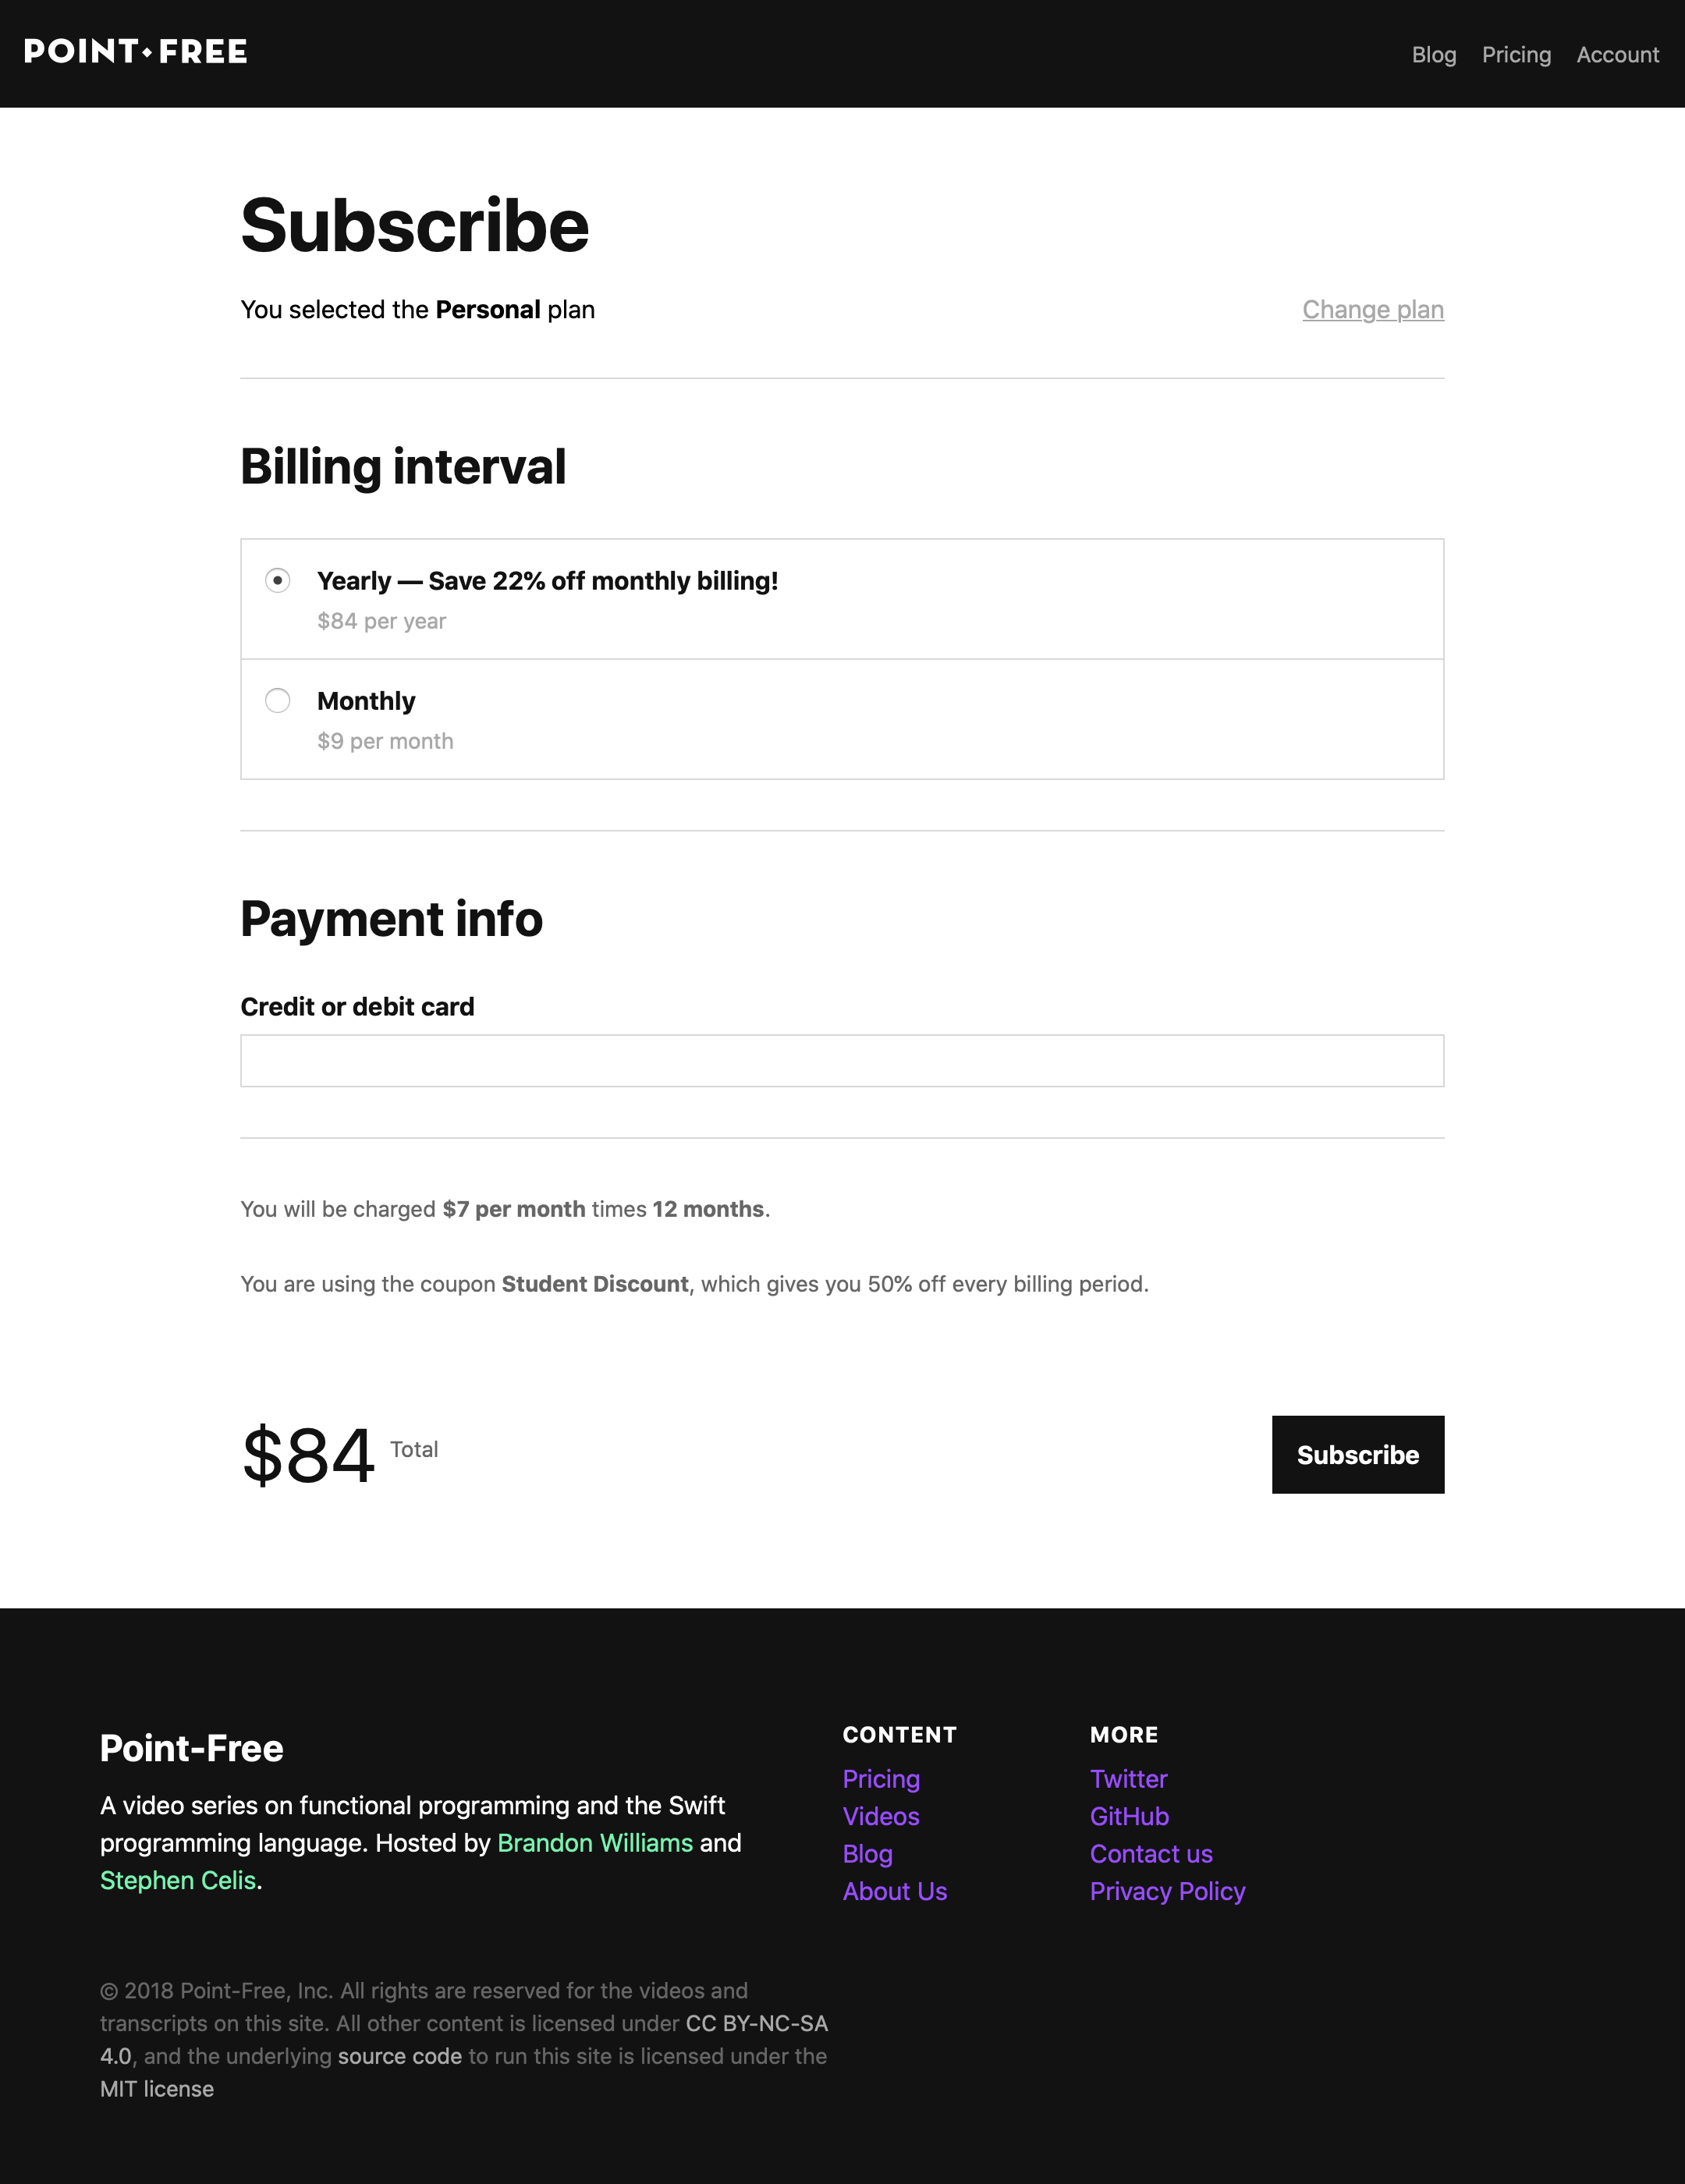 POINT◆FREE
Blog Pricing Account
Subscribe
You selected the Personal plan
Change plan
Billing interval
Yearly — Save 22% off monthly billing!
$84 per year
Monthly
$9 per month
Payment info
Credit or debit card
You will be charged $7 per month times 12 months.
You are using the coupon Student Discount, which gives you 50% off every billing period.
$84 Total
Subscribe
Point-Free
A video series on functional programming and the Swift
programming language. Hosted by Brandon Williams and
Stephen Celis.
CONTENT
Pricing
Videos
Blog
About Us
MORE
Twitter
GitHub
Contact us
Privacy Policy
© 2018 Point-Free, Inc. All rights are reserved for the videos and
transcripts on this site. All other content is licensed under CC BY-NC-SA
4.0, and the underlying source code to run this site is licensed under the
MIT license